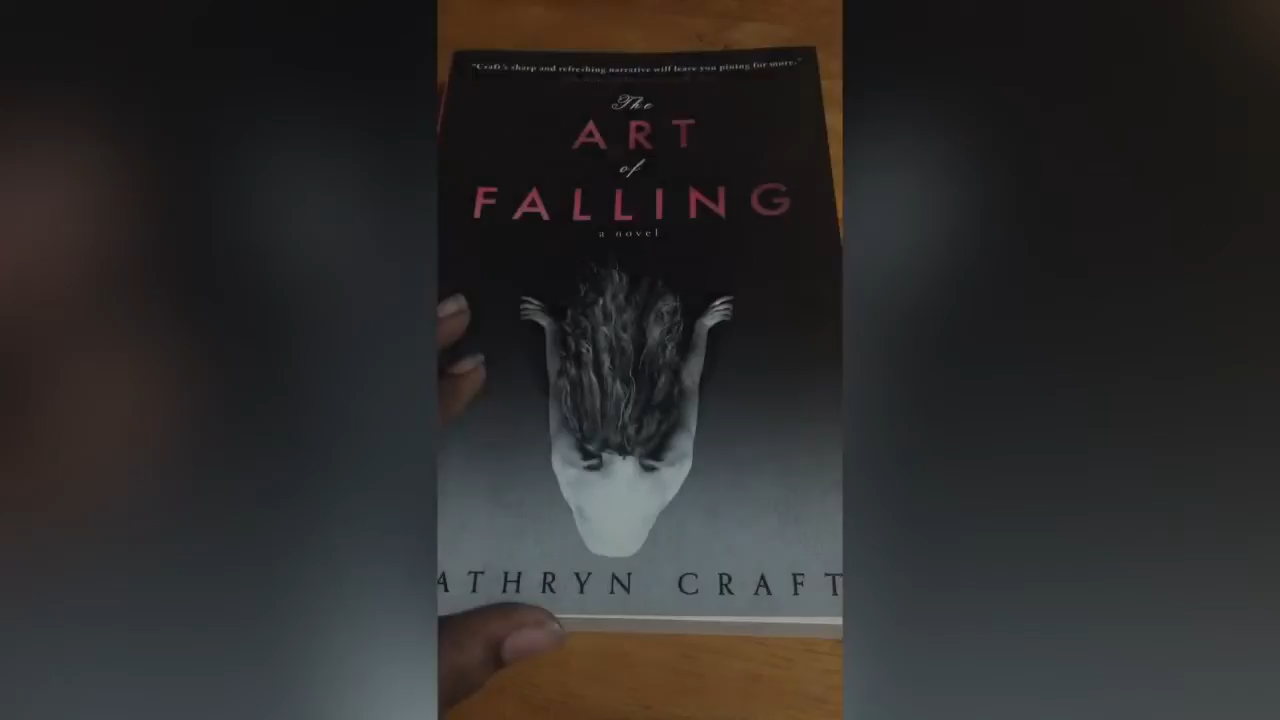 "Craft's sharp and refreshing narrative will leave you pining for more."
The
ART
of
FALLING
a novel
ATHRYN CRAFT